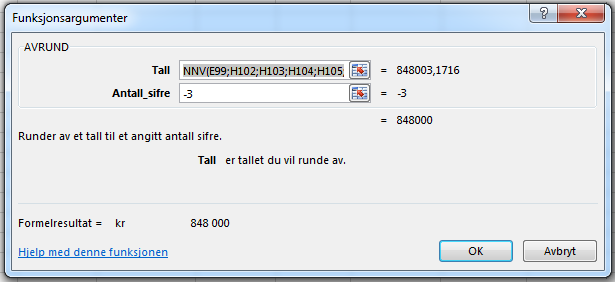 Funksjonsargumenter
AVRUND
Tall NNV(E99;H102;H103;H104;H105, = 848003,1716
Antall_sifre -3 = -3
= 848000
Runder av et tall til et angitt antall sifre.
Tall er tallet du vil runde av.
Formelresultat = kr 848 000
Hjelp med denne funksjonen OK Avbryt